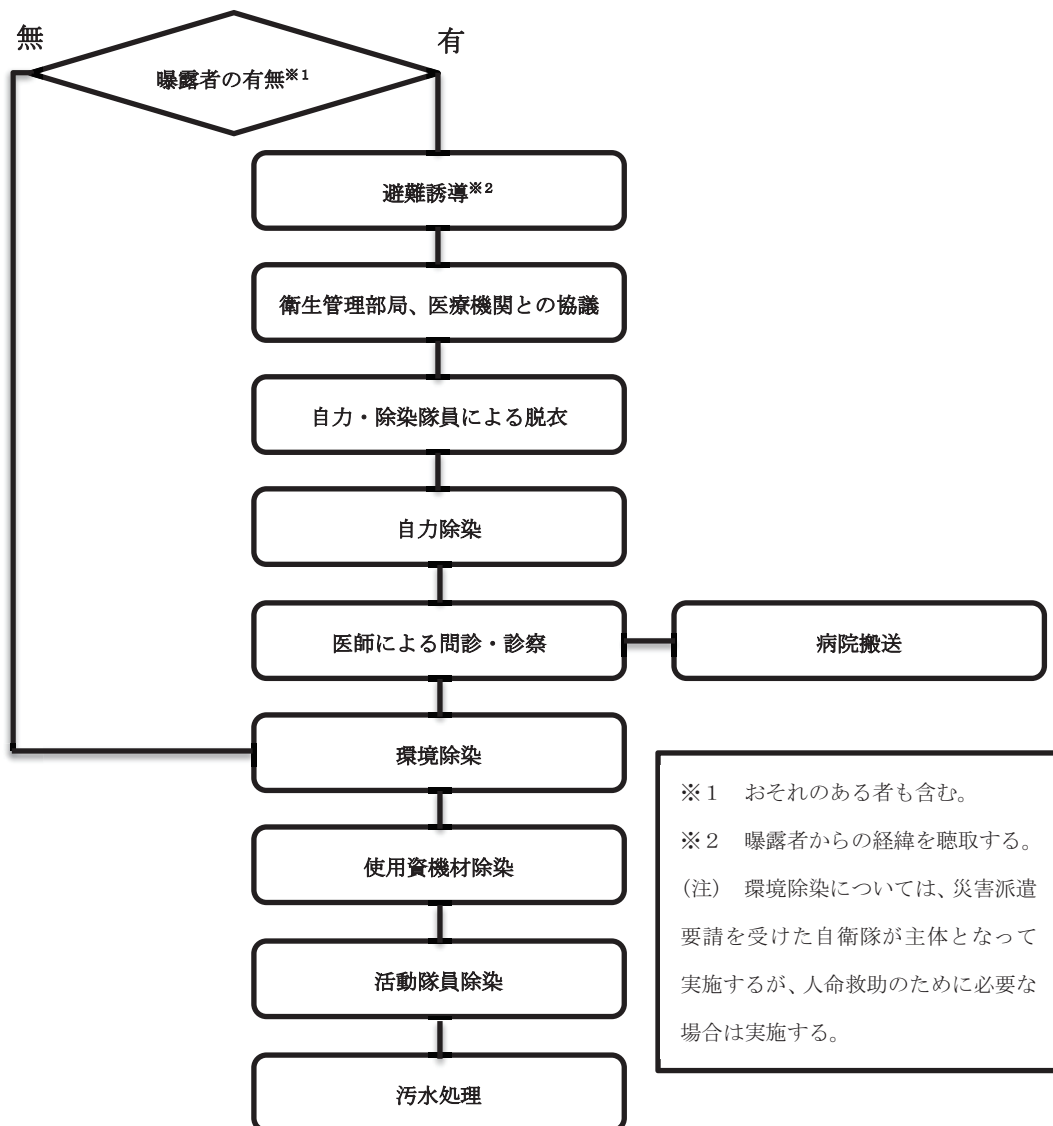 無
有
曝露者の有無※1
避難誘導※2
衛生管理部局、医療機関との協議
自力・除染隊員による脱衣
自力除染
医師による問診・診察
病院搬送
環境除染
使用資機材除染
活動隊員除染
汚水処理
※１　おそれのある者も含む。
※２　曝露者からの経緯を聴取する。
(注)　環境除染については、災害派遣
要請を受けた自衛隊が主体となって
実施するが、人命救助のために必要な
場合は実施する。